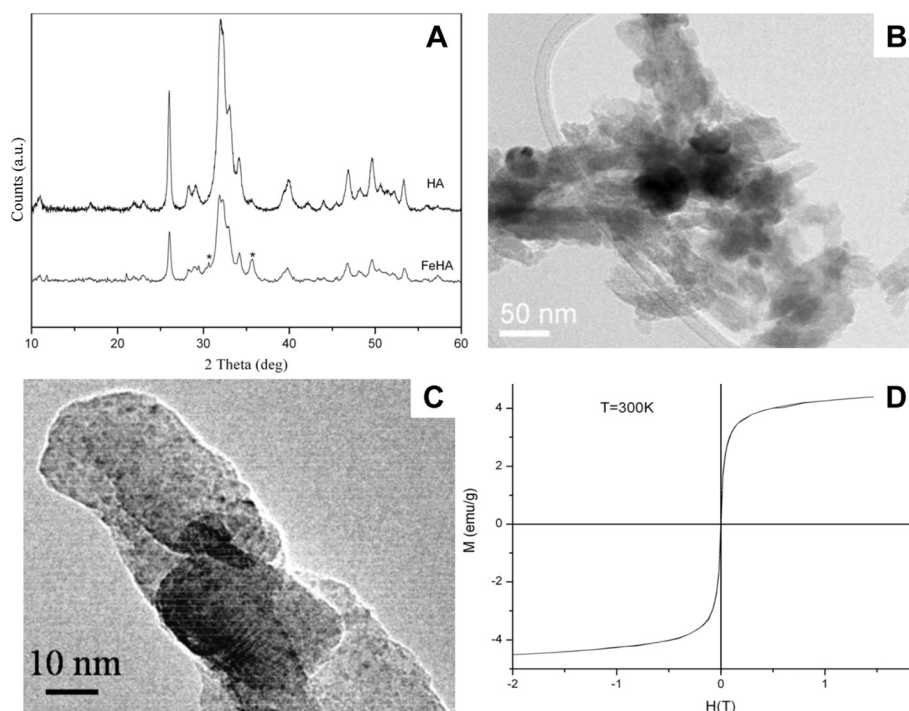 A
Counts (a.u.)
HA
* *
FeHA
10 20 30 40 50 60
2 Theta (deg)
B
50 nm
C
10 nm
D
T=300K
M (emu/g)
4
2
0
-2
-4
-2 -1 0 1
H(T)